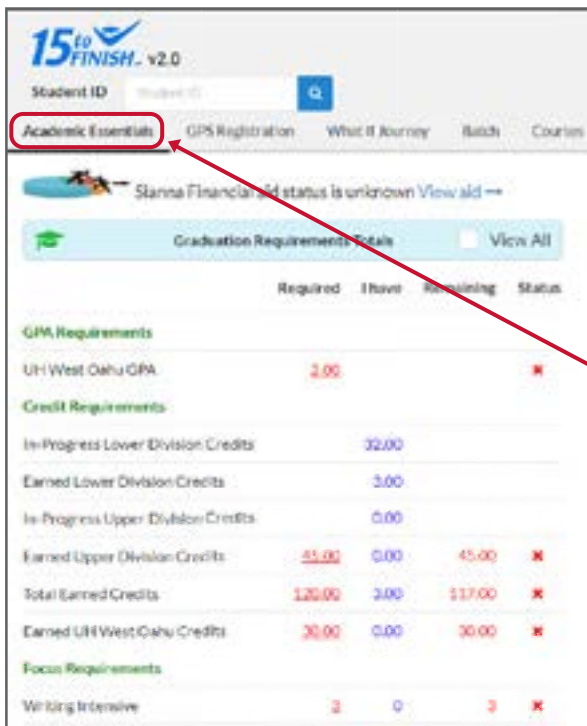 15 to FINISH™ v2.0
Student ID Student ID
Academic Essentials GPS Registration What If Journey Batch Courses
Sianna Financial aid status is unknown View aid →
Graduation Requirements Totals View All
Required I have Remaining Status
GPA Requirements
UH West Oahu GPA 2.00
Credit Requirements
In-Progress Lower Division Credits 32.00
Earned Lower Division Credits 3.00
In-Progress Upper Division Credits 0.00
Earned Upper Division Credits 45.00 0.00 45.00
Total Earned Credits 120.00 3.00 117.00
Earned UH West Oahu Credits 30.00 0.00 30.00
Focus Requirements
Writing Intensive 3 0 3